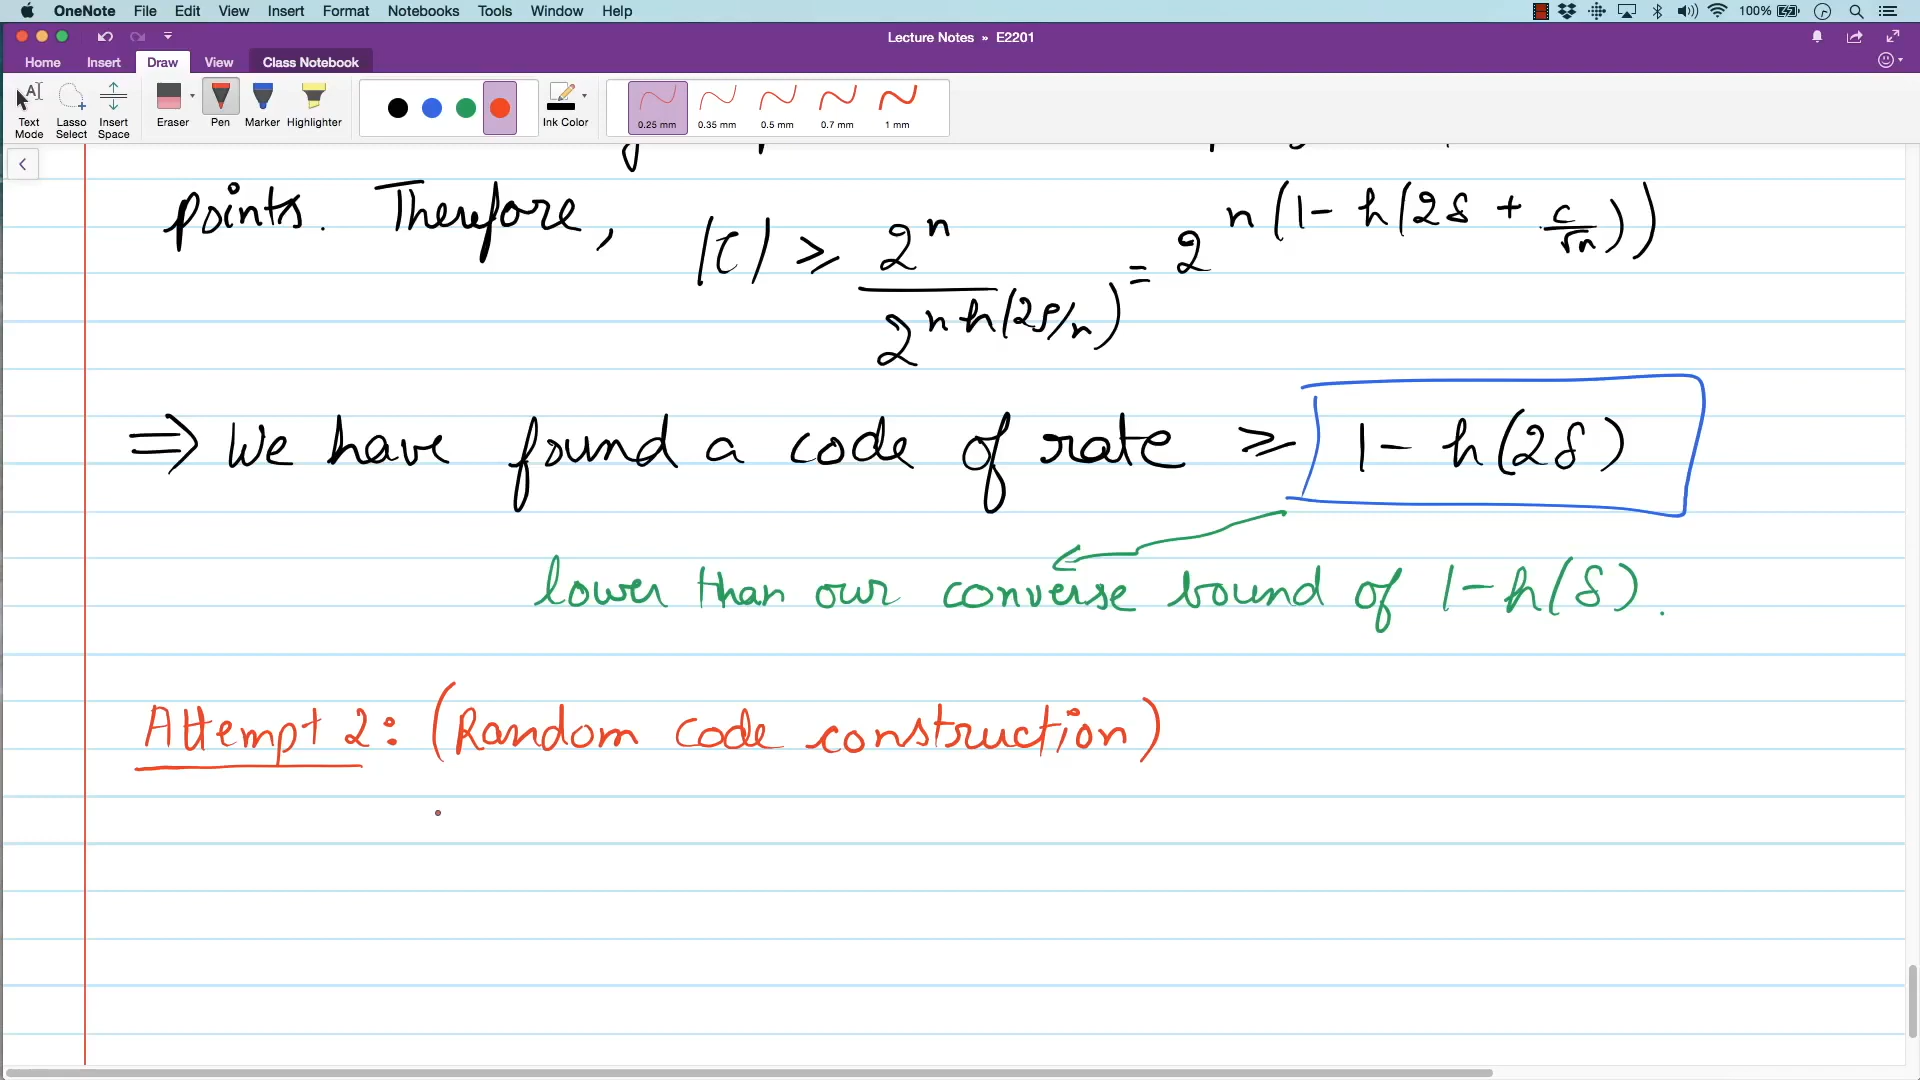 OneNote File Edit View Insert Format Notebooks Tools Window Help 100%
Lecture Notes » E2201
Home Insert Draw View Class Notebook
Text Mode Lasso Select Insert Space Eraser Pen Marker Highlighter Ink Color 0.25 mm 0.35 mm 0.5 mm 0.7 mm 1 mm
points. Therefore, |C| ≥ 2^n / 2^{n h(2ρ/n)} = 2^{n(1 - h(2δ + c/√n))}
⇒ We have found a code of rate ≥ 1 - h(2δ)
lower than our converse bound of 1 - h(δ).
Attempt 2: (Random code construction)